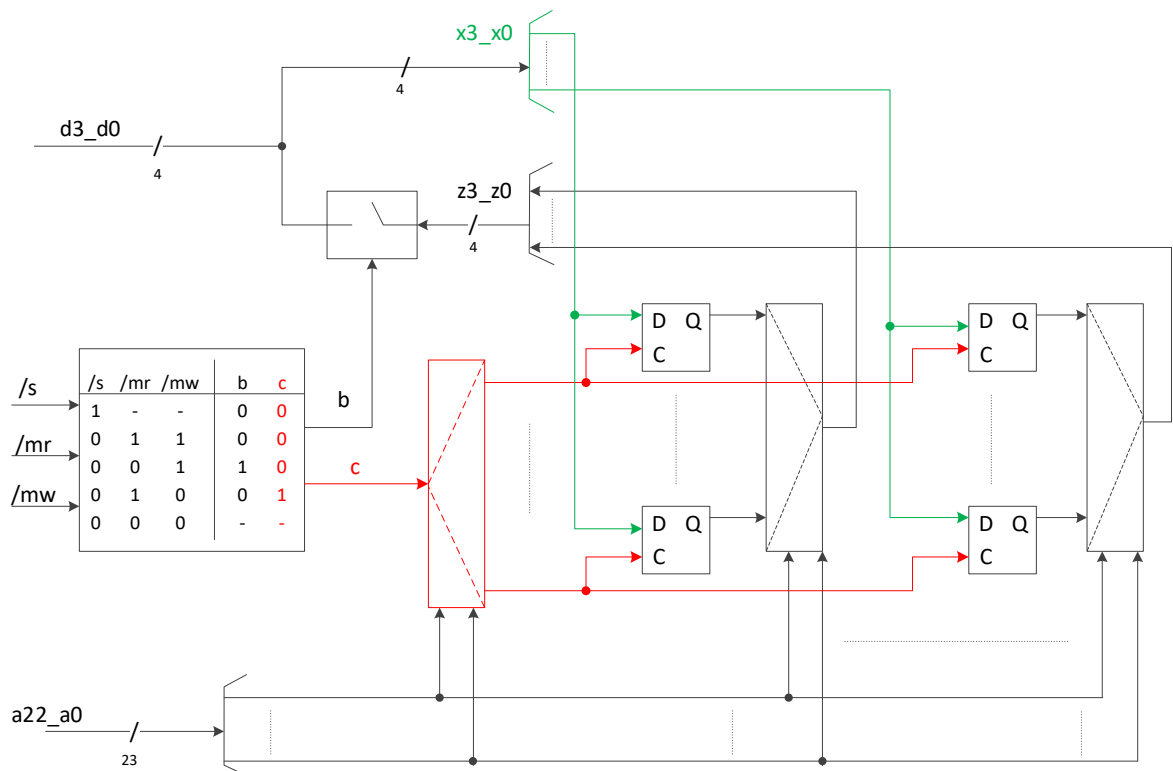 x3_x0
4
d3_d0
4
z3_z0
4
D Q
C
D Q
C
/s
/mr
/mw
/s /mr /mw b c
1 - - 0 0
0 1 1 0 0
0 0 1 1 0
0 1 0 0 1
0 0 0 - -
b
c
D Q
C
D Q
C
a22_a0
23